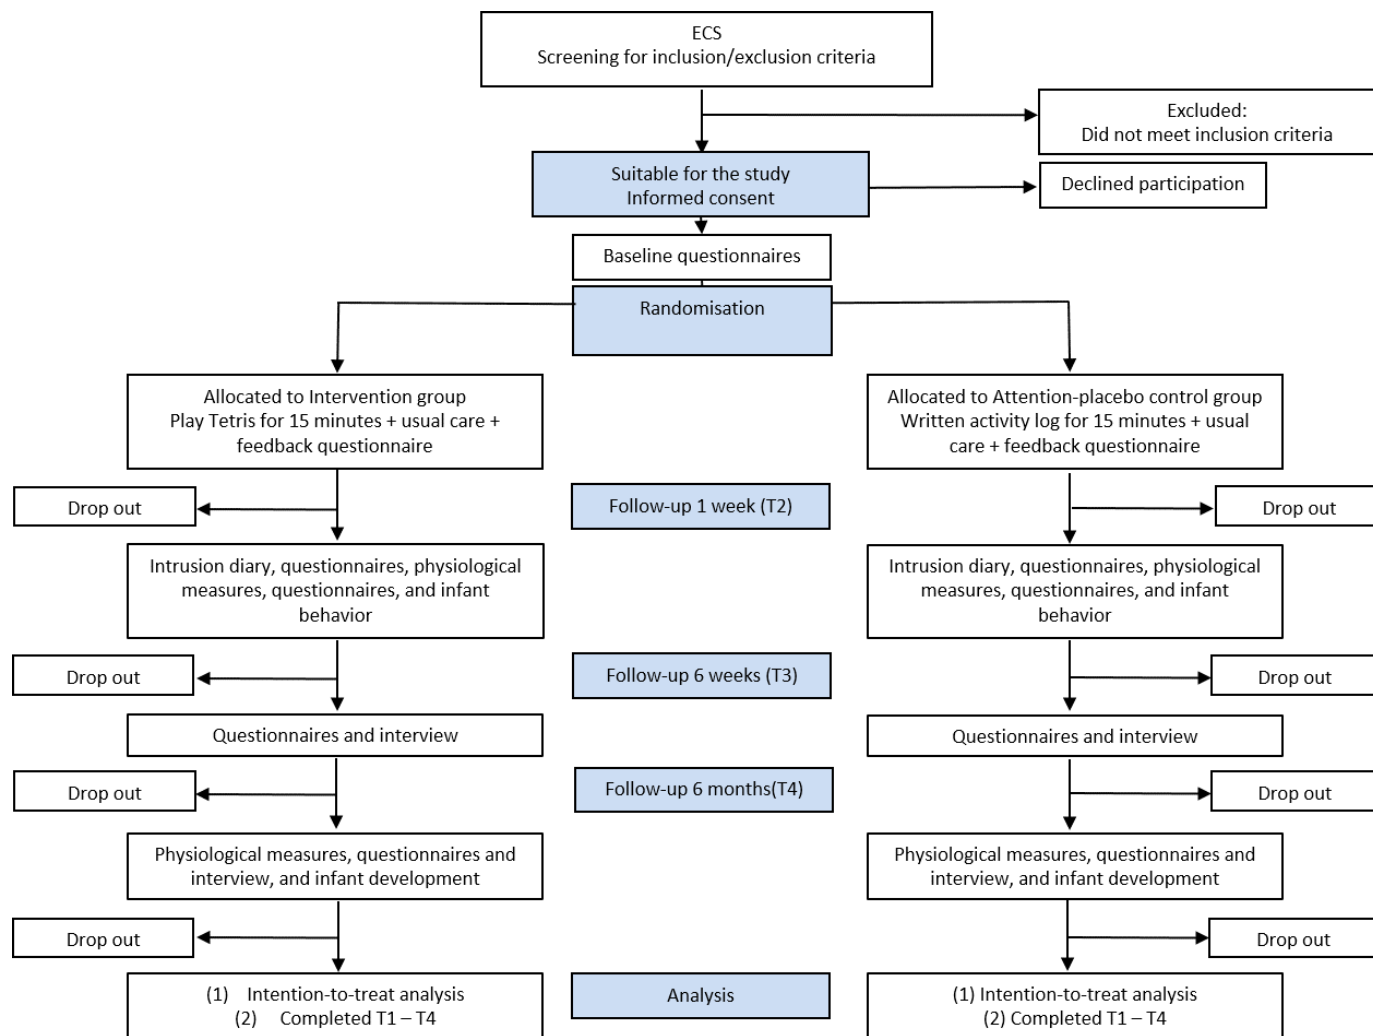 ECS
Screening for inclusion/exclusion criteria
Excluded:
Did not meet inclusion criteria
Suitable for the study
Informed consent
Declined participation
Baseline questionnaires
Randomisation
Allocated to Intervention group
Play Tetris for 15 minutes + usual care +
feedback questionnaire
Allocated to Attention-placebo control group
Written activity log for 15 minutes + usual
care + feedback questionnaire
Drop out
Follow-up 1 week (T2)
Drop out
Intrusion diary, questionnaires, physiological
measures, questionnaires, and infant
behavior
Intrusion diary, questionnaires, physiological
measures, questionnaires, and infant
behavior
Drop out
Follow-up 6 weeks (T3)
Drop out
Questionnaires and interview
Questionnaires and interview
Drop out
Follow-up 6 months(T4)
Drop out
Physiological measures, questionnaires and
interview, and infant development
Physiological measures, questionnaires and
interview, and infant development
Drop out
Drop out
(1) Intention-to-treat analysis
(2) Completed T1 – T4
Analysis
(1) Intention-to-treat analysis
(2) Completed T1 – T4